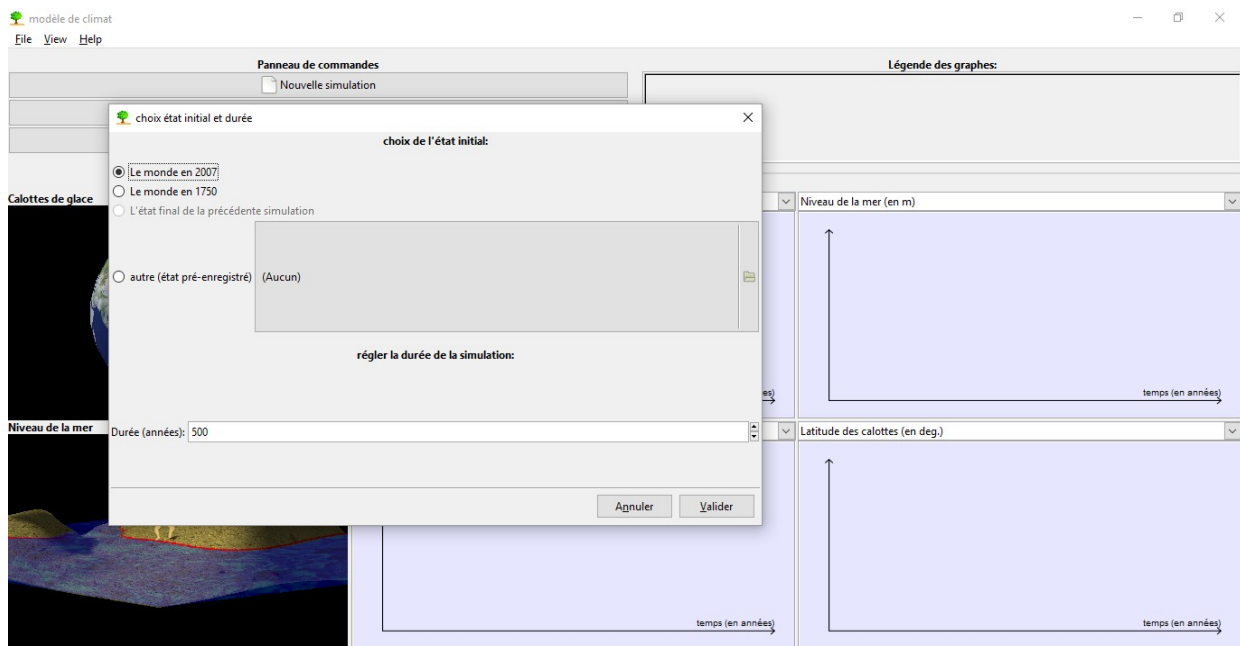 modèle de climat
File View Help
Panneau de commandes
Légende des graphes:
Nouvelle simulation
choix état initial et durée
choix de l'état initial:
Le monde en 2007
Le monde en 1750
L'état final de la précédente simulation
autre (état pré-enregistré) (Aucun)
régler la durée de la simulation:
Durée (années): 500
Annuler Valider
Calottes de glace
Niveau de la mer (en m)
temps (en années)
Niveau de la mer
Latitude des calottes (en deg.)
temps (en années)
temps (en années)